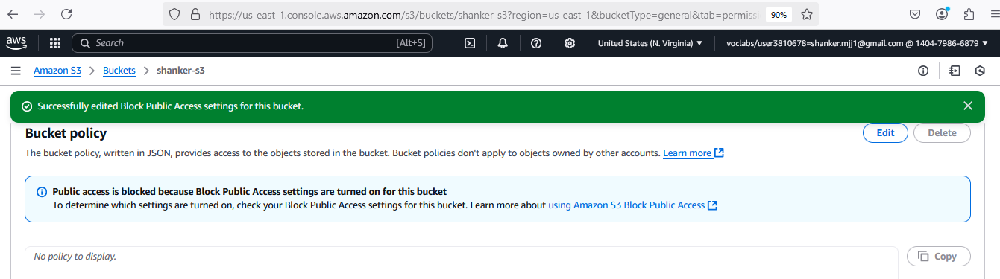 https://us-east-1.console.aws.amazon.com/s3/buckets/shanker-s3?region=us-east-1&bucketType=general&tab=permissi
90%
aws
Search
[Alt+S]
United States (N. Virginia)
voclabs/user3810678=shanker.mjj1@gmail.com @ 1404-7986-6879
Amazon S3 > Buckets > shanker-s3
Successfully edited Block Public Access settings for this bucket.
Bucket policy
Edit
Delete
The bucket policy, written in JSON, provides access to the objects stored in the bucket. Bucket policies don't apply to objects owned by other accounts. Learn more
Public access is blocked because Block Public Access settings are turned on for this bucket
To determine which settings are turned on, check your Block Public Access settings for this bucket. Learn more about using Amazon S3 Block Public Access
No policy to display.
Copy